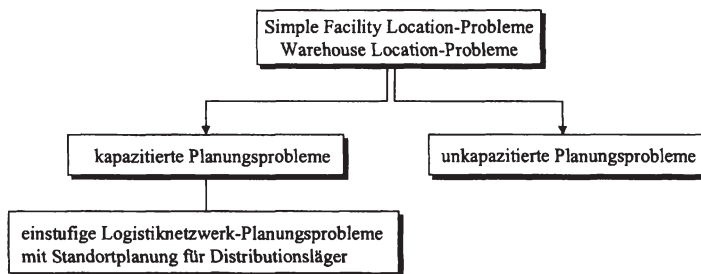 Simple Facility Location-Probleme
Warehouse Location-Probleme
kapazitierte Planungsprobleme
unkapazitierte Planungsprobleme
einstufige Logistiknetzwerk-Planungsprobleme
mit Standortplanung für Distributionsläger